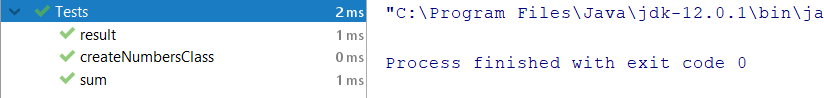 Tests 2 ms
result 1 ms
createNumbersClass 0 ms
sum 1 ms
"C:\Program Files\Java\jdk-12.0.1\bin\ja
Process finished with exit code 0